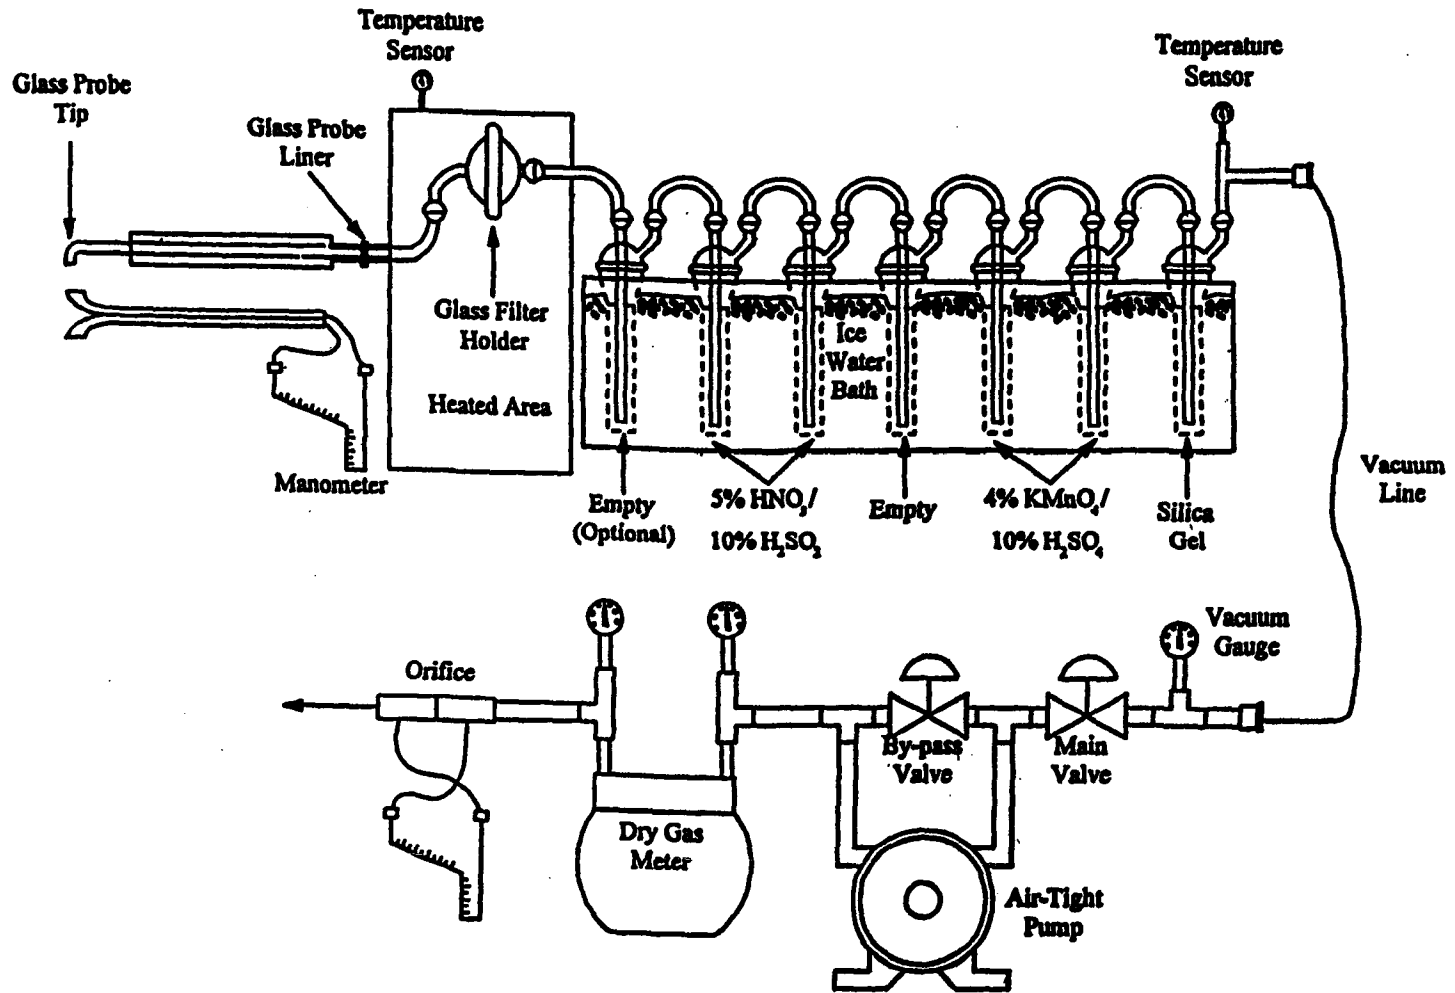 Temperature
Sensor
Temperature
Sensor
Glass Probe
Tip
Glass Probe
Liner
Glass Filter
Holder
Heated Area
Ice
Water
Bath
Manometer
Empty
(Optional)
5% HNO₃/
10% H₂SO₂
Empty
4% KMnO₄/
10% H₂SO₄
Silica
Gel
Vacuum
Line
Vacuum
Gauge
Orifice
By-pass
Valve
Main
Valve
Dry Gas
Meter
Air-Tight
Pump